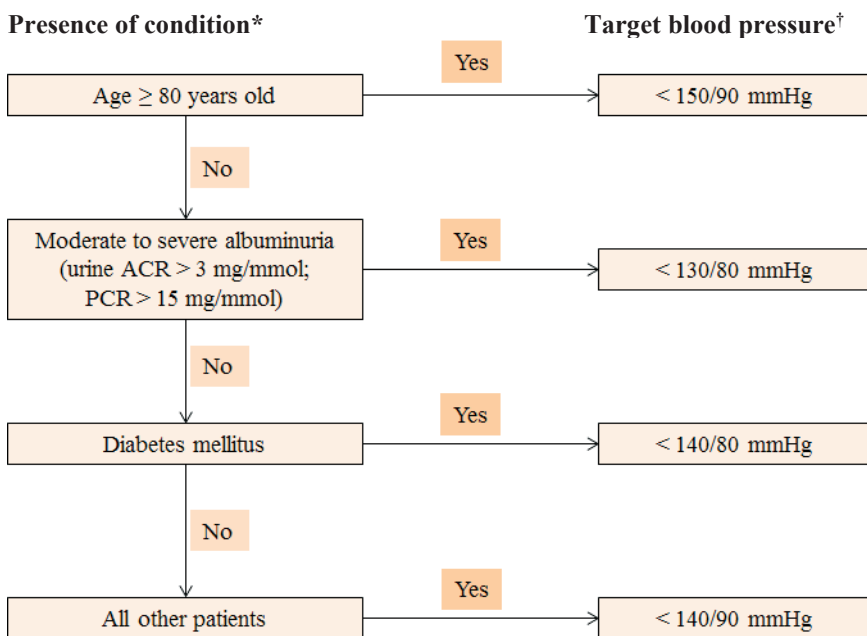 Presence of condition*
Target blood pressure†
Yes
Age ≥ 80 years old
< 150/90 mmHg
No
Moderate to severe albuminuria
(urine ACR > 3 mg/mmol;
PCR > 15 mg/mmol)
Yes
< 130/80 mmHg
No
Yes
Diabetes mellitus
< 140/80 mmHg
No
Yes
All other patients
< 140/90 mmHg